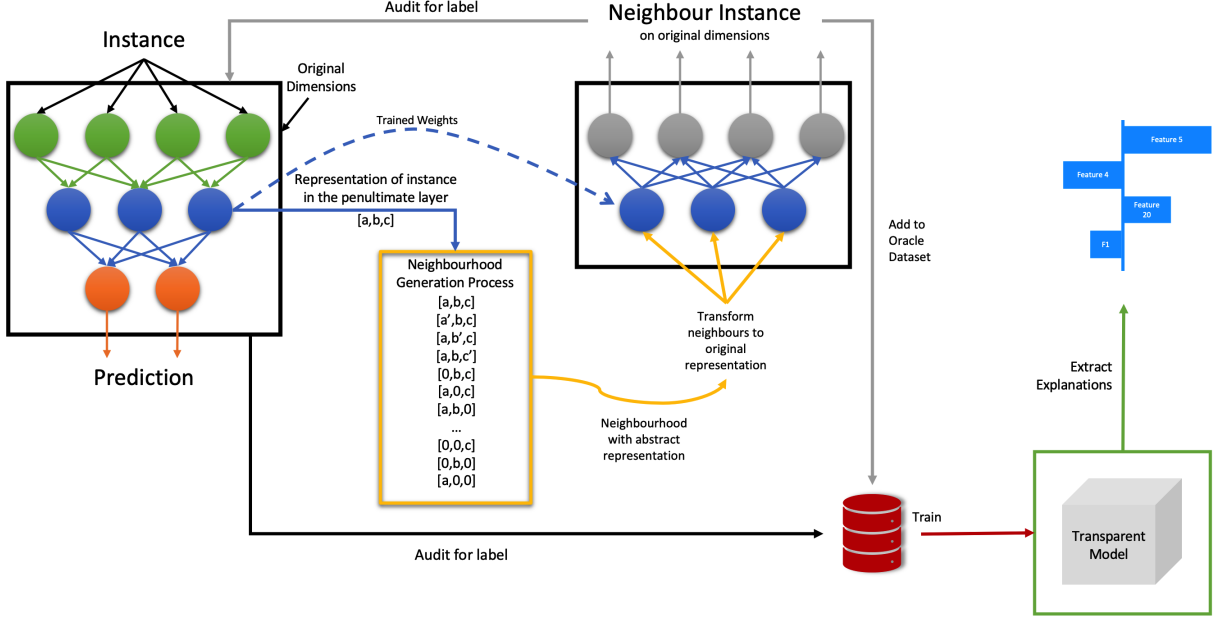 Audit for label
Neighbour Instance
on original dimensions
Instance
Original
Dimensions
Trained Weights
Representation of instance
in the penultimate layer
[a,b,c]
Neighbourhood
Generation Process
[a,b,c]
[a’,b,c]
[a,b’,c]
[a,b,c’]
[0,b,c]
[a,0,c]
[a,b,0]
...
[0,0,c]
[0,b,0]
[a,0,0]
Prediction
Transform
neighbours to
original
representation
Neighbourhood
with abstract
representation
Add to
Oracle
Dataset
Audit for label
Train
Transparent
Model
Extract
Explanations
Feature 5
Feature 4
Feature
20
F1